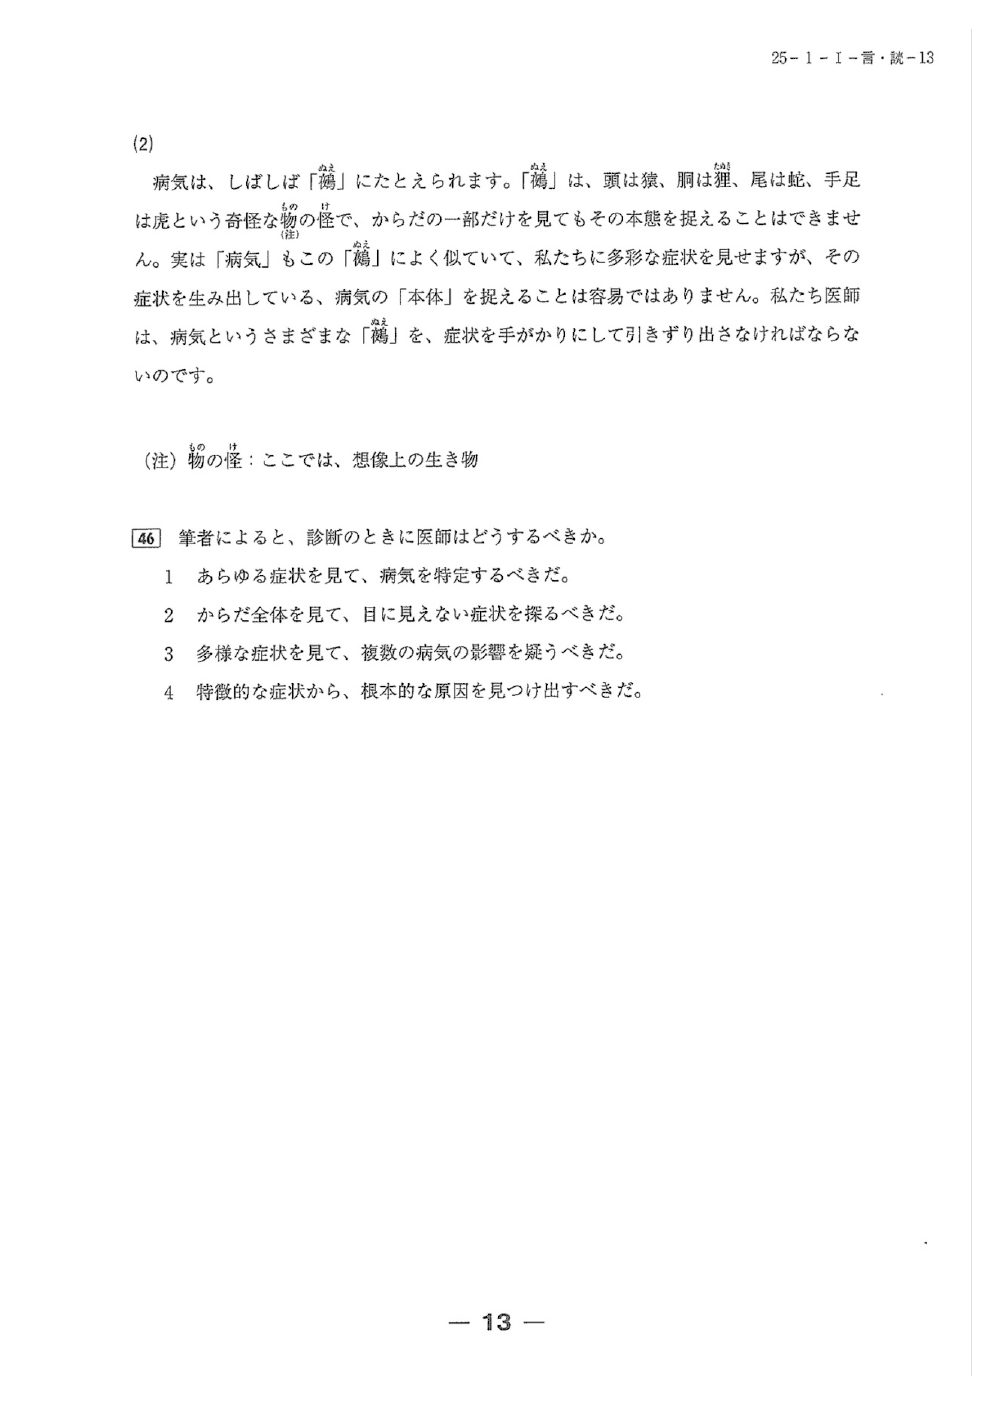 25-1-I-言・読-13
(2)
病気は、しばしば「鵺」にたとえられます。「鵺」は、頭は猿、胴は狸、尾は蛇、手足
は虎という奇怪な物の怪で、からだの一部だけを見てもその本態を捉えることはできませ
ん。実は「病気」もこの「鵺」によく似ていて、私たちに多彩な症状を見せますが、その
症状を生み出している、病気の「本体」を捉えることは容易ではありません。私たち医師
は、病気というさまざまな「鵺」を、症状を手がかりにして引きずり出さなければならな
いのです。
(注)物の怪:ここでは、想像上の生き物
46 筆者によると、診断のときに医師はどうするべきか。
1 あらゆる症状を見て、病気を特定するべきだ。
2 からだ全体を見て、目に見えない症状を探るべきだ。
3 多様な症状を見て、複数の病気の影響を疑うべきだ。
4 特徴的な症状から、根本的な原因を見つけ出すべきだ。
— 13 —